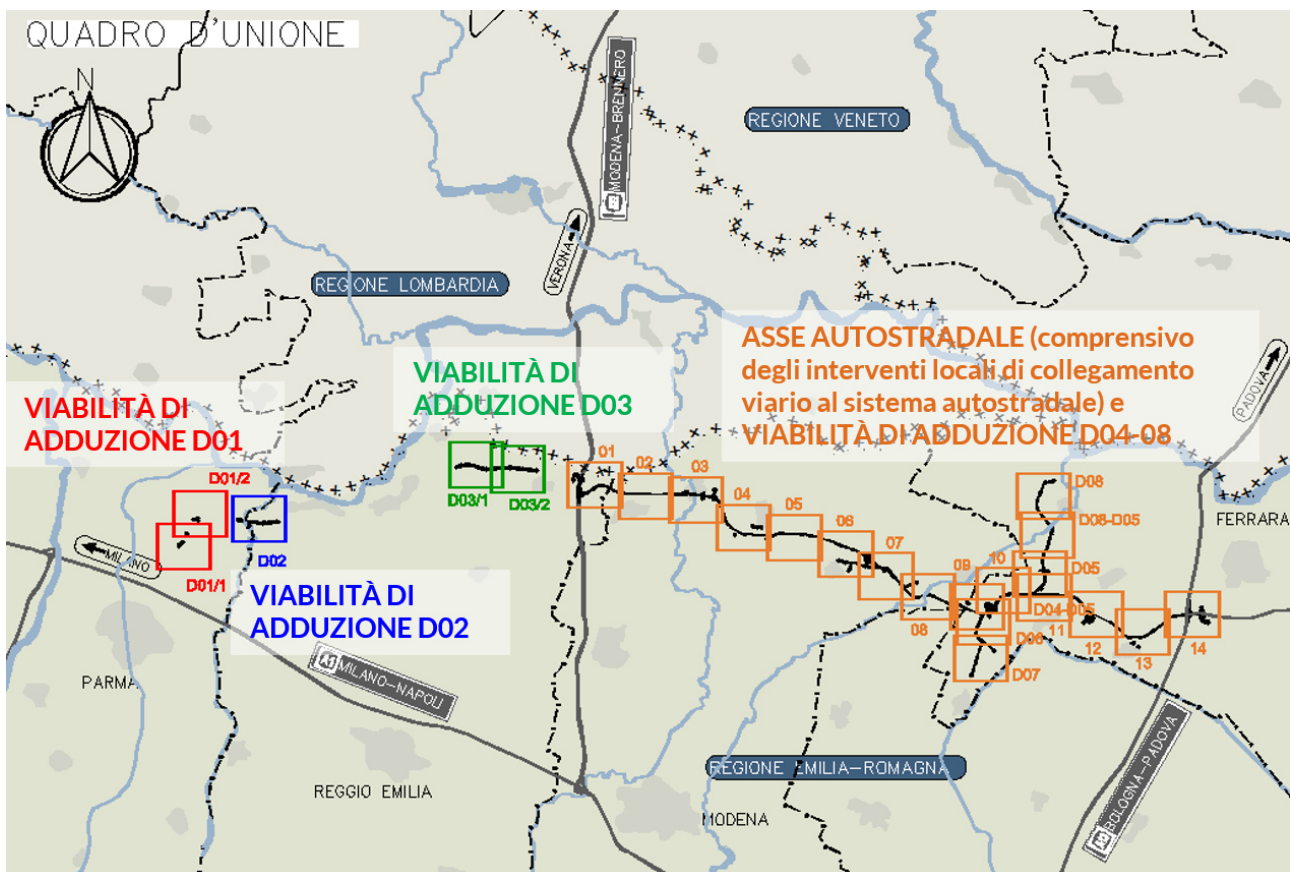 QUADRO D'UNIONE
N
MODENA-BRENNERO
REGIONE VENETO
VERONA
REGIONE LOMBARDIA
ASSE AUTOSTRADALE (comprensivo
degli interventi locali di collegamento
viario al sistema autostradale) e
VIABILITÀ DI ADDUZIONE D04-08
PADOVA
VIABILITÀ DI
ADDUZIONE D03
VIABILITÀ DI
ADDUZIONE D01
01
02
03
04
05
06
07
08
09
10
11
12
13
14
D03/1
D03/2
D01/2
D01/1
D02
D08
D08-D05
D05
D04-D05
D06
D07
FERRARA
MILANO
VIABILITÀ DI
ADDUZIONE D02
A1 MILANO-NAPOLI
PARMA
REGGIO EMILIA
REGIONE EMILIA-ROMAGNA
MODENA
BOLOGNA-PADOVA